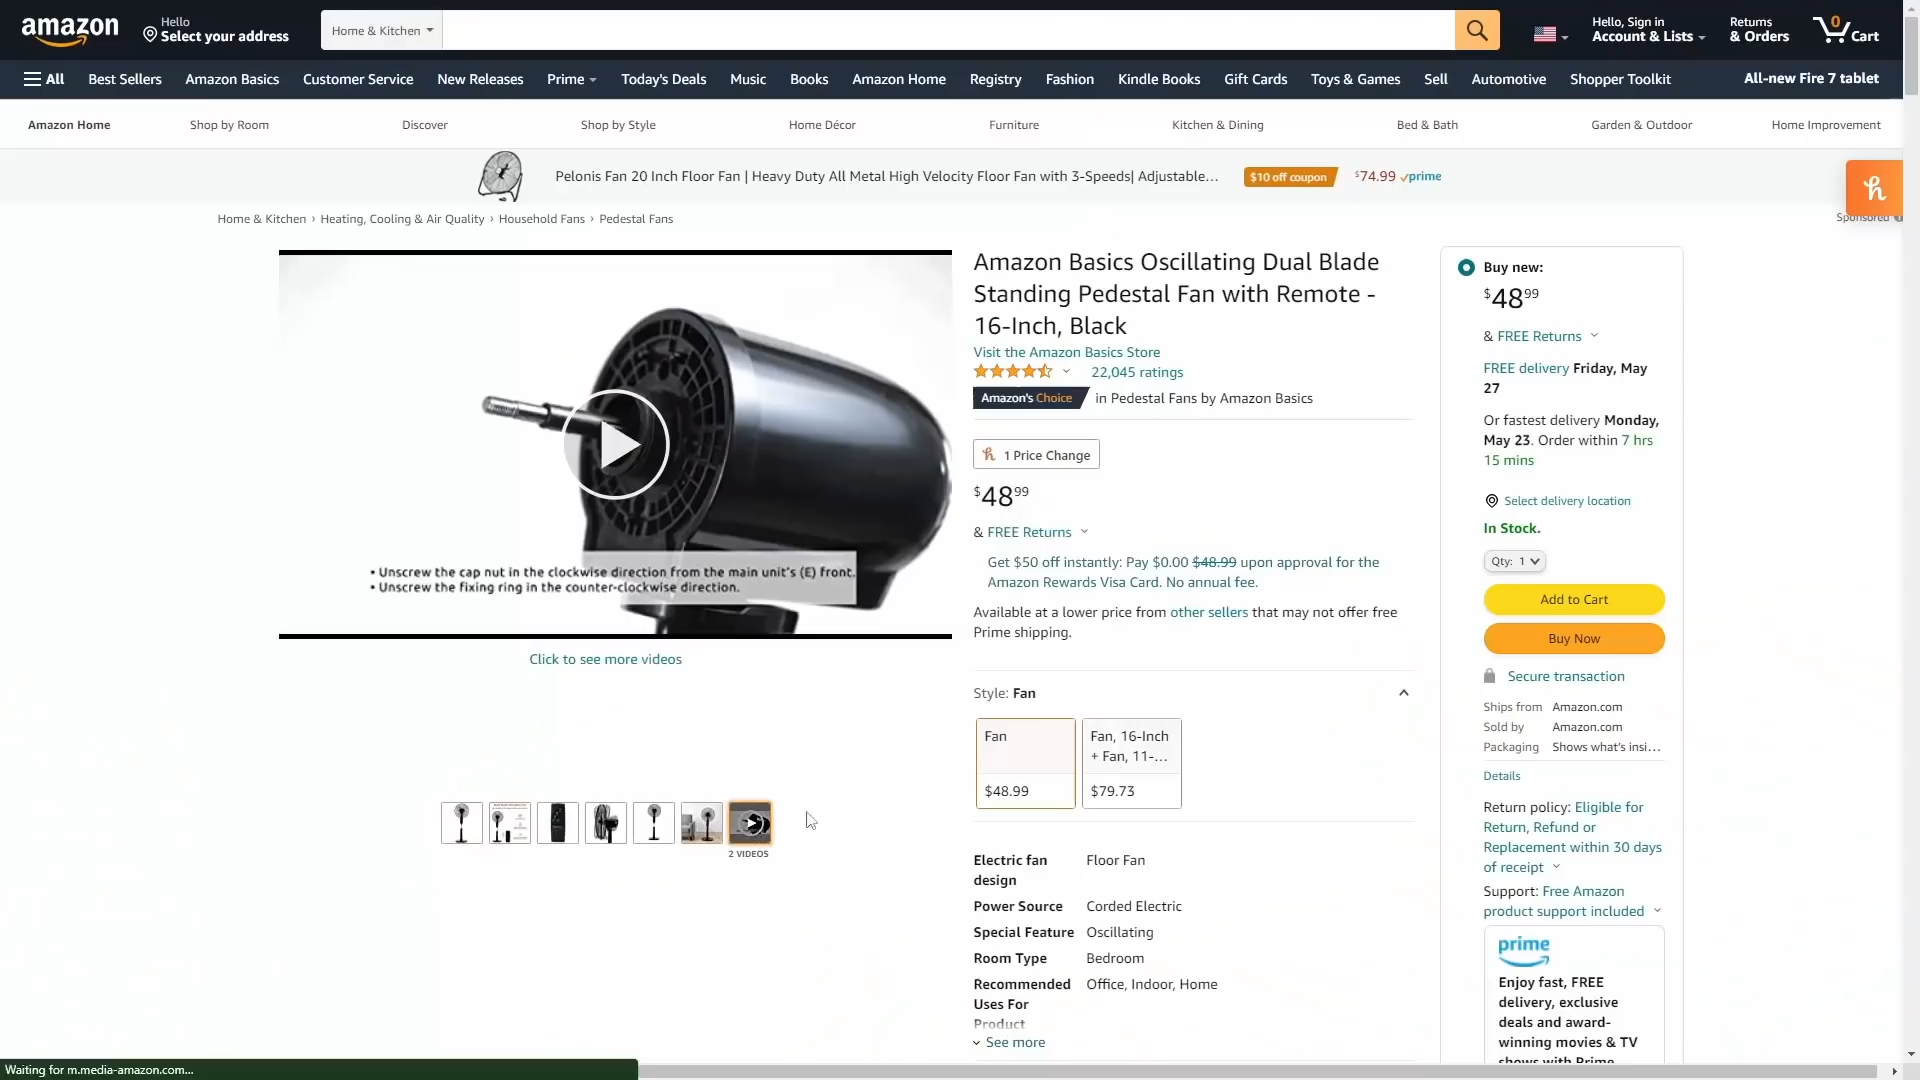 amazon
Hello
Select your address
Home & Kitchen
Hello, Sign in
Account & Lists
Returns
& Orders
0
Cart
All
Best Sellers
Amazon Basics
Customer Service
New Releases
Prime
Today's Deals
Music
Books
Amazon Home
Registry
Fashion
Kindle Books
Gift Cards
Toys & Games
Sell
Automotive
Shopper Toolkit
All-new Fire 7 tablet
Amazon Home
Shop by Room
Discover
Shop by Style
Home Décor
Furniture
Kitchen & Dining
Bed & Bath
Garden & Outdoor
Home Improvement
Pelonis Fan 20 Inch Floor Fan | Heavy Duty All Metal High Velocity Floor Fan with 3-Speeds| Adjustable...
$10 off coupon
$74.99 prime
Sponsored
Home & Kitchen › Heating, Cooling & Air Quality › Household Fans › Pedestal Fans
• Unscrew the cap nut in the clockwise direction from the main unit's (E) front.
• Unscrew the fixing ring in the counter-clockwise direction.
Click to see more videos
2 VIDEOS
Amazon Basics Oscillating Dual Blade
Standing Pedestal Fan with Remote -
16-Inch, Black
Visit the Amazon Basics Store
22,045 ratings
Amazon's Choice in Pedestal Fans by Amazon Basics
1 Price Change
$48 99
& FREE Returns
Get $50 off instantly: Pay $0.00 $48.99 upon approval for the
Amazon Rewards Visa Card. No annual fee.
Available at a lower price from other sellers that may not offer free
Prime shipping.
Style: Fan
Fan
$48.99
Fan, 16-Inch
+ Fan, 11-...
$79.73
Electric fan
design
Floor Fan
Power Source
Corded Electric
Special Feature
Oscillating
Room Type
Bedroom
Recommended
Uses For
Product
Office, Indoor, Home
See more
Buy new:
$48 99
& FREE Returns
FREE delivery Friday, May
27
Or fastest delivery Monday,
May 23. Order within 7 hrs
15 mins
Select delivery location
In Stock.
Qty: 1
Add to Cart
Buy Now
Secure transaction
Ships from Amazon.com
Sold by Amazon.com
Packaging Shows what's insi...
Details
Return policy: Eligible for
Return, Refund or
Replacement within 30 days
of receipt
Support: Free Amazon
product support included
prime
Enjoy fast, FREE
delivery, exclusive
deals and award-
winning movies & TV
shows with Prime
Waiting for m.media-amazon.com...